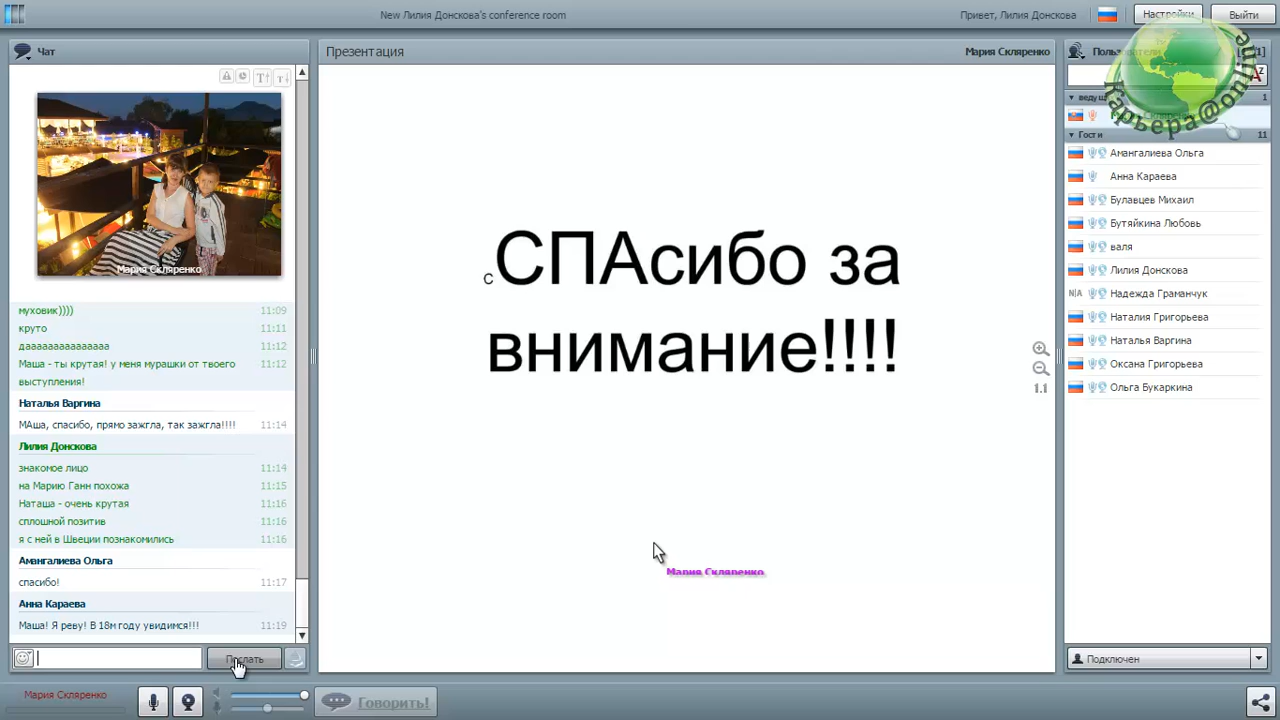 New Лилия Донскова's conference room
Привет, Лилия Донскова
Настройки
Выйти
Чат
Мария Скляренко
муховик))))
11:09
круто
11:11
дааааааааааааааа
11:12
Маша - ты крутая! у меня мурашки от твоего
11:12
выступления!
Наталья Варгина
МАша, спасибо, прямо зажгла, так зажгла!!!!
11:14
Лилия Донскова
знакомое лицо
11:14
на Марию Ганн похожа
11:15
Наташа - очень крутая
11:16
сплошной позитив
11:16
я с ней в Швеции познакомились
11:16
Амангалиева Ольга
спасибо!
11:17
Анна Караева
Маша! Я реву! В 18м году увидимся!!!
11:19
Послать
Мария Скляренко
Говорить!
Презентация
Мария Скляренко
сСПАсибо за
внимание!!!!
1.1
Мария Скляренко
Карьера@online
1
Гости
11
Амангалиева Ольга
Анна Караева
Булавцев Михаил
Бутяйкина Любовь
валя
Лилия Донскова
N/A
Надежда Граманчук
Наталия Григорьева
Наталья Варгина
Оксана Григорьева
Ольга Букаркина
Подключен